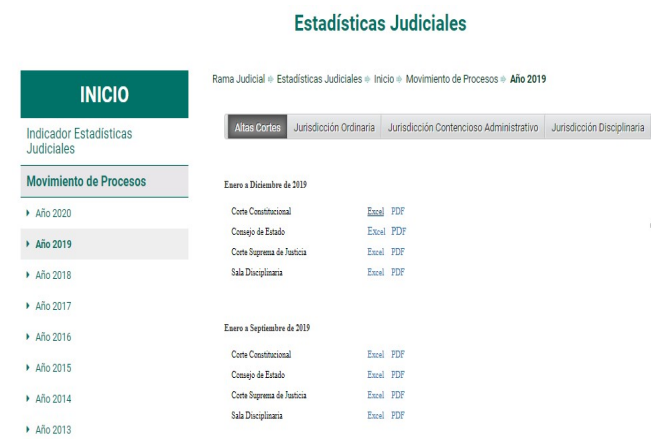 Estadísticas Judiciales
INICIO
Indicador Estadísticas
Judiciales
Movimiento de Procesos
Año 2020
Año 2019
Año 2018
Año 2017
Año 2016
Año 2015
Año 2014
Año 2013
Rama Judicial Estadísticas Judiciales Inicio Movimiento de Procesos Año 2019
Altas Cortes Jurisdicción Ordinaria Jurisdicción Contencioso Administrativo Jurisdicción Disciplinaria
Enero a Diciembre de 2019
Corte Constitucional Excel PDF
Consejo de Estado Excel PDF
Corte Suprema de Justicia Excel PDF
Sala Disciplinaria Excel PDF
Enero a Septiembre de 2019
Corte Constitucional Excel PDF
Consejo de Estado Excel PDF
Corte Suprema de Justicia Excel PDF
Sala Disciplinaria Excel PDF